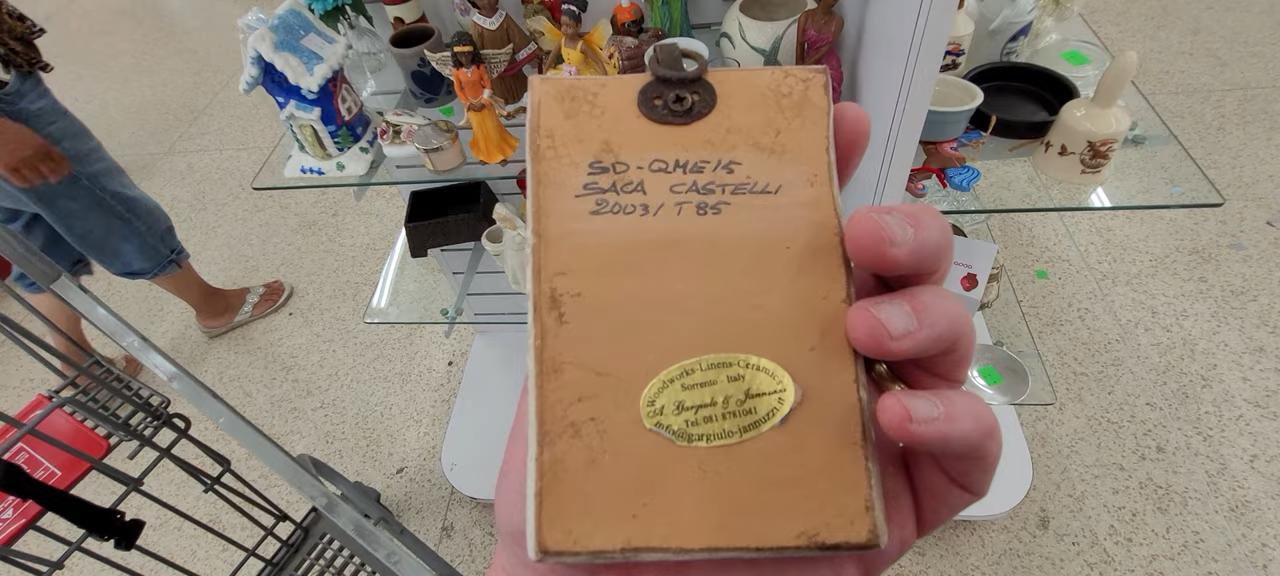 SD-QME15
SACA CASTELLI
2003/T85
Woodworks-Linens-Ceramics
Sorrento - Italy
A. Gargiulo & Jannuzzi
Tel. 081 8781041
info@gargiulo-jannuzzi.it
GOOD